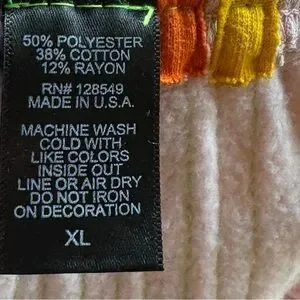 50% POLYESTER
38% COTTON
12% RAYON
RN# 128549
MADE IN U.S.A.
MACHINE WASH
COLD WITH
LIKE COLORS
INSIDE OUT
LINE OR AIR DRY
DO NOT IRON
ON DECORATION
XL